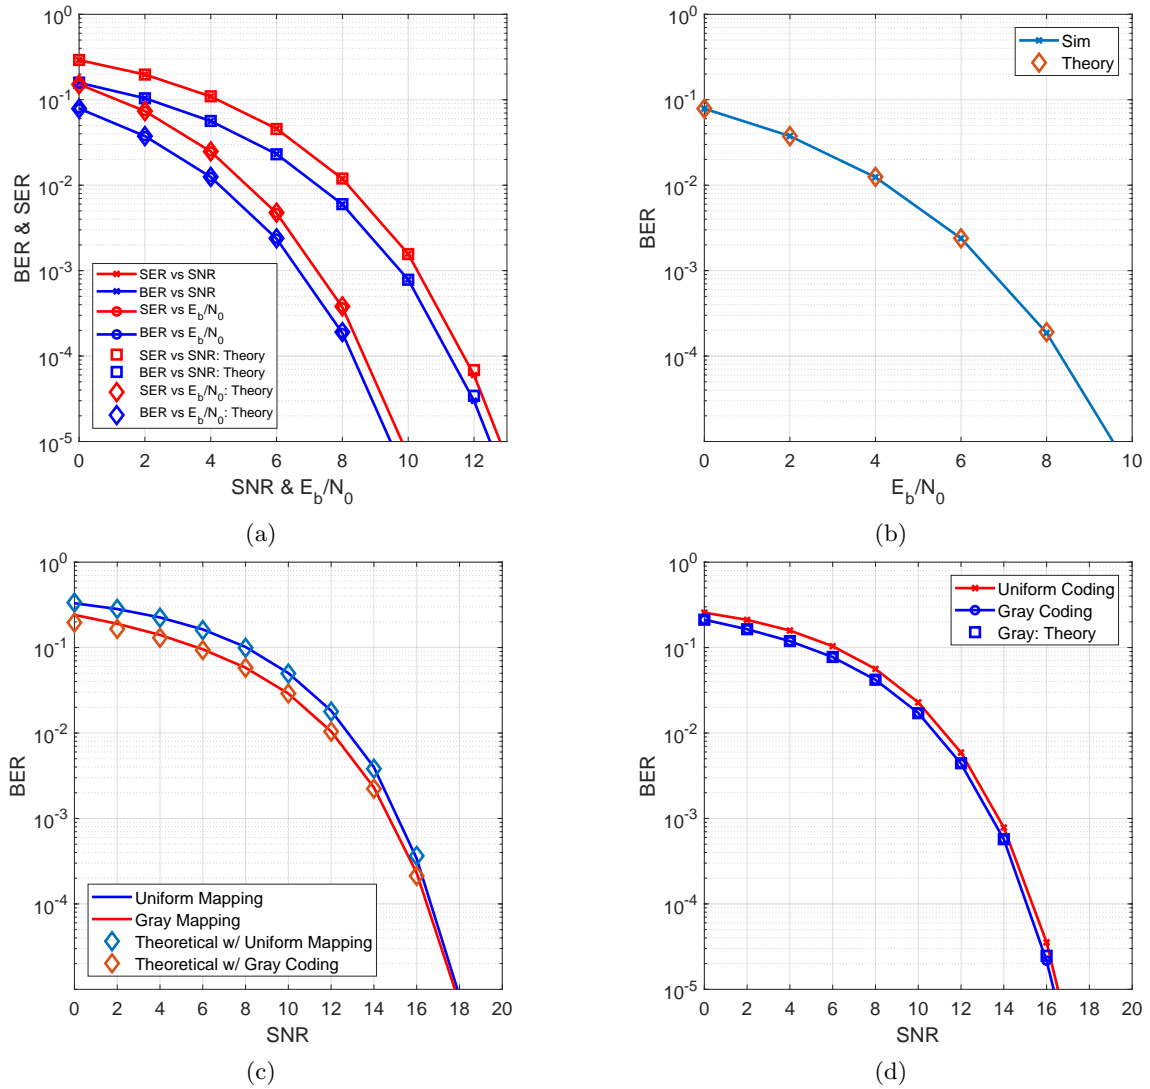 10^0
10^-1
10^-2
10^-3
10^-4
10^-5
BER & SER
SER vs SNR
BER vs SNR
SER vs E_b/N_0
BER vs E_b/N_0
SER vs SNR: Theory
BER vs SNR: Theory
SER vs E_b/N_0: Theory
BER vs E_b/N_0: Theory
0 2 4 6 8 10 12
SNR & E_b/N_0
(a)
10^0
10^-1
10^-2
10^-3
10^-4
10^-5
BER
Sim
Theory
0 2 4 6 8 10
E_b/N_0
(b)
10^0
10^-1
10^-2
10^-3
10^-4
BER
Uniform Mapping
Gray Mapping
Theoretical w/ Uniform Mapping
Theoretical w/ Gray Coding
0 2 4 6 8 10 12 14 16 18 20
SNR
(c)
10^0
10^-1
10^-2
10^-3
10^-4
10^-5
BER
Uniform Coding
Gray Coding
Gray: Theory
0 2 4 6 8 10 12 14 16 18 20
SNR
(d)